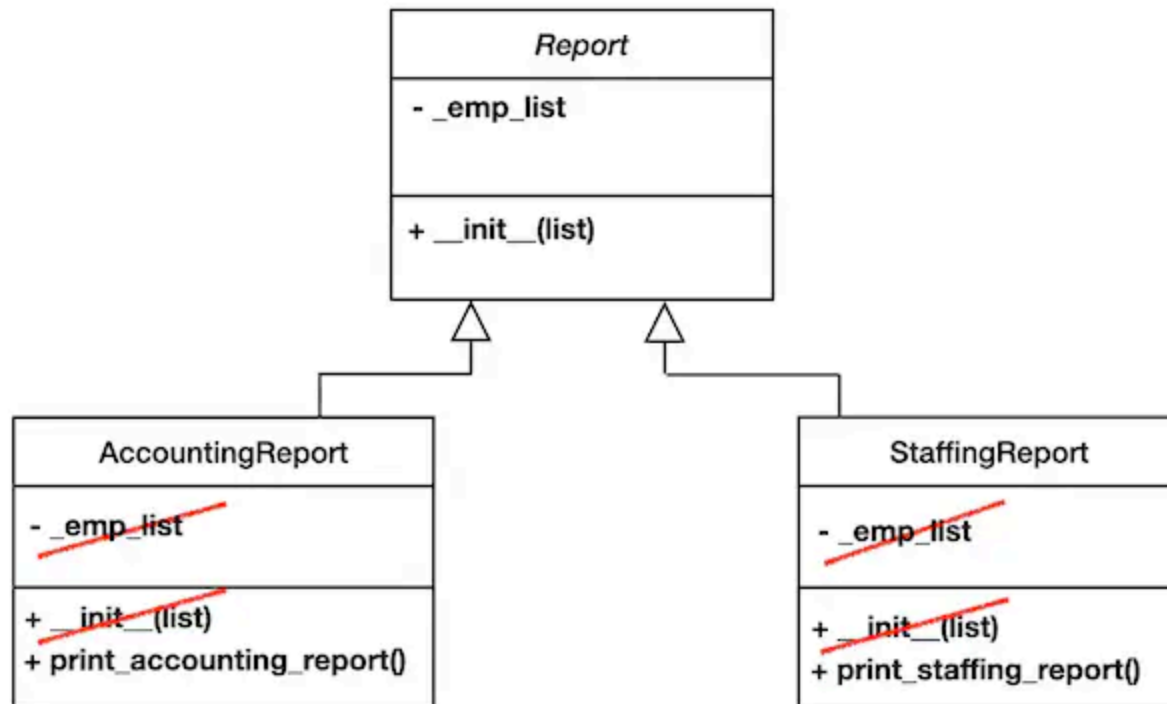 Report
- _emp_list
+ __init__(list)
AccountingReport
- _emp_list
+ __init__(list)
+ print_accounting_report()
StaffingReport
- _emp_list
+ __init__(list)
+ print_staffing_report()